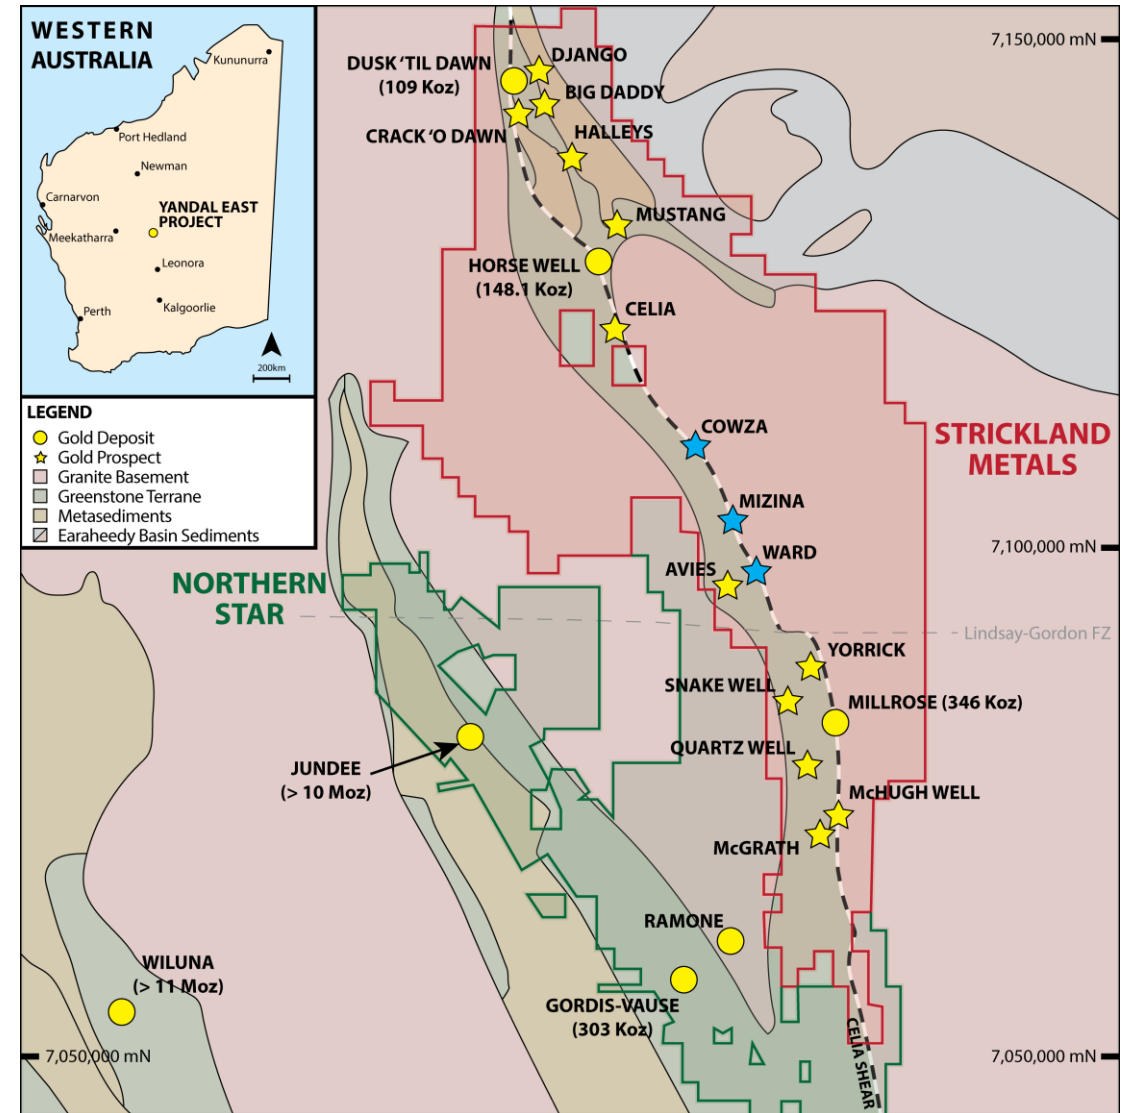 WESTERN
AUSTRALIA
Kununurra
Port Hedland
Newman
Carnarvon
YANDAL EAST
PROJECT
Meekatharra
Leonora
Kalgoorlie
Perth
200km
LEGEND
Gold Deposit
Gold Prospect
Granite Basement
Greenstone Terrane
Metasediments
Earaheedy Basin Sediments
7,150,000 mN
DUSK ‘TIL DAWN
(109 Koz)
DJANGO
BIG DADDY
CRACK ‘O DAWN
HALLEYS
MUSTANG
HORSE WELL
(148.1 Koz)
CELIA
COWZA
STRICKLAND
METALS
MIZINA
7,100,000 mN
WARD
AVIES
NORTHERN
STAR
Lindsay-Gordon FZ
YORRICK
SNAKE WELL
MILLROSE (346 Koz)
QUARTZ WELL
JUNDEE
(> 10 Moz)
McHUGH WELL
McGRATH
RAMONE
WILUNA
(> 11 Moz)
GORDIS-VAUSE
(303 Koz)
CELIA SHEAR
7,050,000 mN
7,050,000 mN